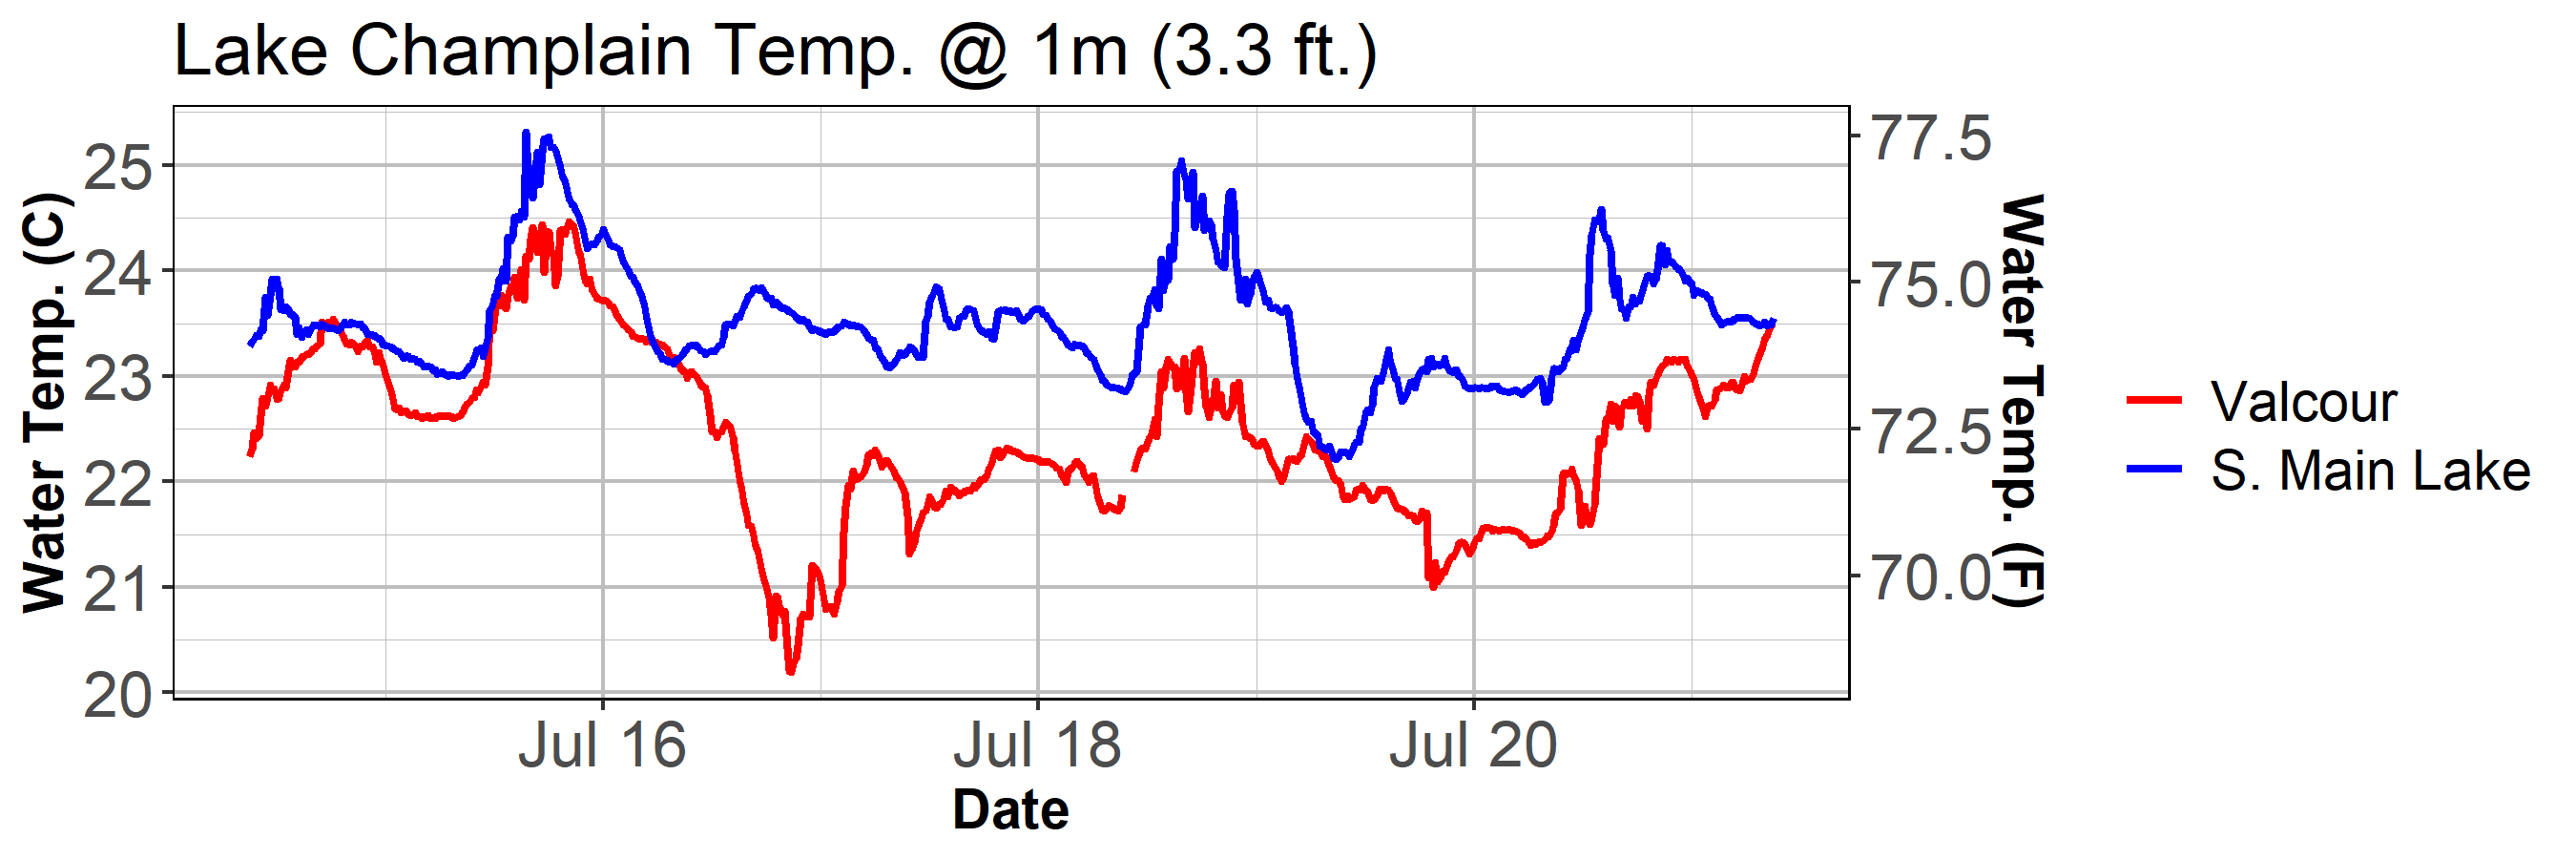 Lake Champlain Temp. @ 1m (3.3 ft.)
Water Temp. (C)
25
24
23
22
21
20
77.5
75.0
72.5
70.0
Water Temp. (F)
Valcour
S. Main Lake
Jul 16
Jul 18
Jul 20
Date